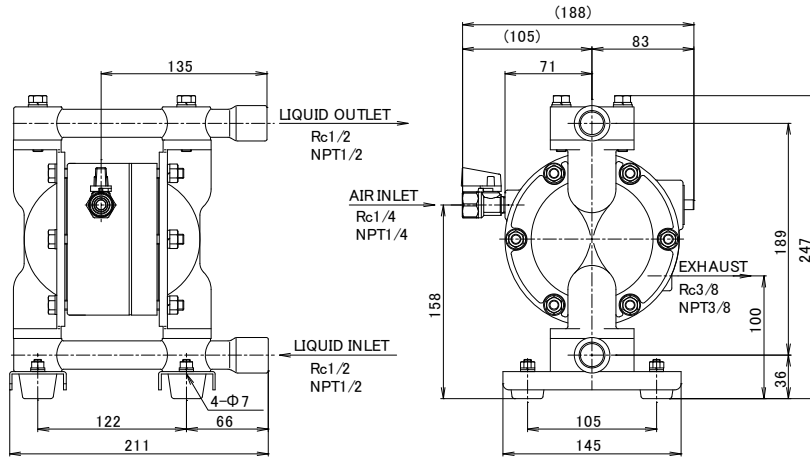 135
LIQUID OUTLET
Rc1/2
NPT1/2
AIR INLET
Rc1/4
NPT1/4
LIQUID INLET
Rc1/2
NPT1/2
4-Φ7
122
66
211
(188)
(105)
83
71
158
EXHAUST
Rc3/8
NPT3/8
189
247
100
36
105
145